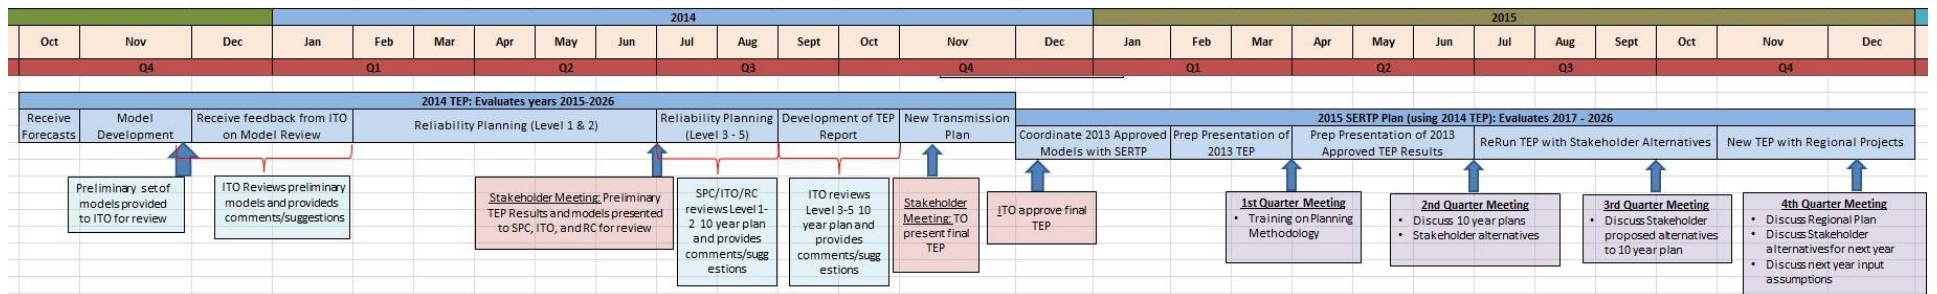 2014
2015
Oct Nov Dec Jan Feb Mar Apr May Jun Jul Aug Sept Oct Nov Dec Jan Feb Mar Apr May Jun Jul Aug Sept Oct Nov Dec
Q4 Q1 Q2 Q3 Q4 Q1 Q2 Q3 Q4
2014 TEP: Evaluates years 2015-2026
Receive
Forecasts
Model
Development
Receive feedback from ITO
on Model Review
Reliability Planning (Level 1 & 2)
Reliability Planning
(Level 3 - 5)
Development of TEP
Report
New Transmission
Plan
2015 SERTP Plan (using 2014 TEP): Evaluates 2017 - 2026
Coordinate 2013 Approved
Models with SERTP
Prep Presentation of
2013 TEP
Prep Presentation of 2013
Approved TEP Results
ReRun TEP with Stakeholder Alternatives
New TEP with Regional Projects
Preliminary set of
models provided
to ITO for review
ITO Reviews preliminary
models and provideds
comments/suggestions
Stakeholder Meeting: Preliminary
TEP Results and models presented
to SPC, ITO, and RC for review
SPC/ITO/RC
reviews Level 1-
2 10 year plan
and provides
comments/sugg
estions
ITO reviews
Level 3-5 10
year plan and
provides
comments/sugg
estions
Stakeholder
Meeting: TO
present final
TEP
ITO approve final
TEP
1st Quarter Meeting
• Training on Planning
Methodology
2nd Quarter Meeting
• Discuss 10 year plans
• Stakeholder alternatives
3rd Quarter Meeting
• Discuss Stakeholder
proposed alternatives
to 10 year plan
4th Quarter Meeting
• Discuss Regional Plan
• Discuss Stakeholder
alternatives for next year
• Discuss next year input
assumptions